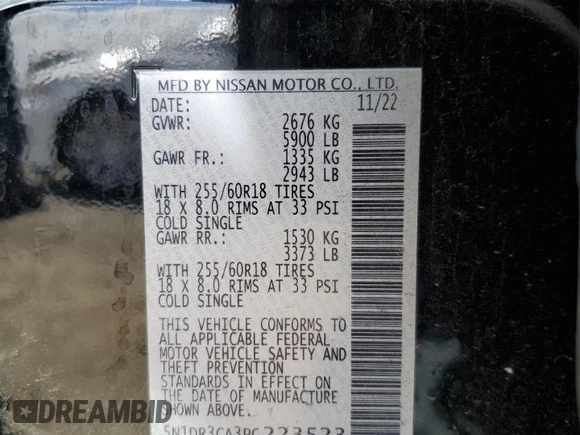 MFD BY NISSAN MOTOR CO., LTD.
DATE: 11/22
GVWR: 2676 KG
5900 LB
GAWR FR.: 1335 KG
2943 LB
WITH 255/60R18 TIRES
18 X 8.0 RIMS AT 33 PSI
COLD SINGLE
GAWR RR.: 1530 KG
3373 LB
WITH 255/60R18 TIRES
18 X 8.0 RIMS AT 33 PSI
COLD SINGLE
THIS VEHICLE CONFORMS TO
ALL APPLICABLE FEDERAL
MOTOR VEHICLE SAFETY AND
THEFT PREVENTION
STANDARDS IN EFFECT ON
THE DATE OF MANUFACTURE
SHOWN ABOVE.
5N1DR3CA3PC223523
DREAMBID